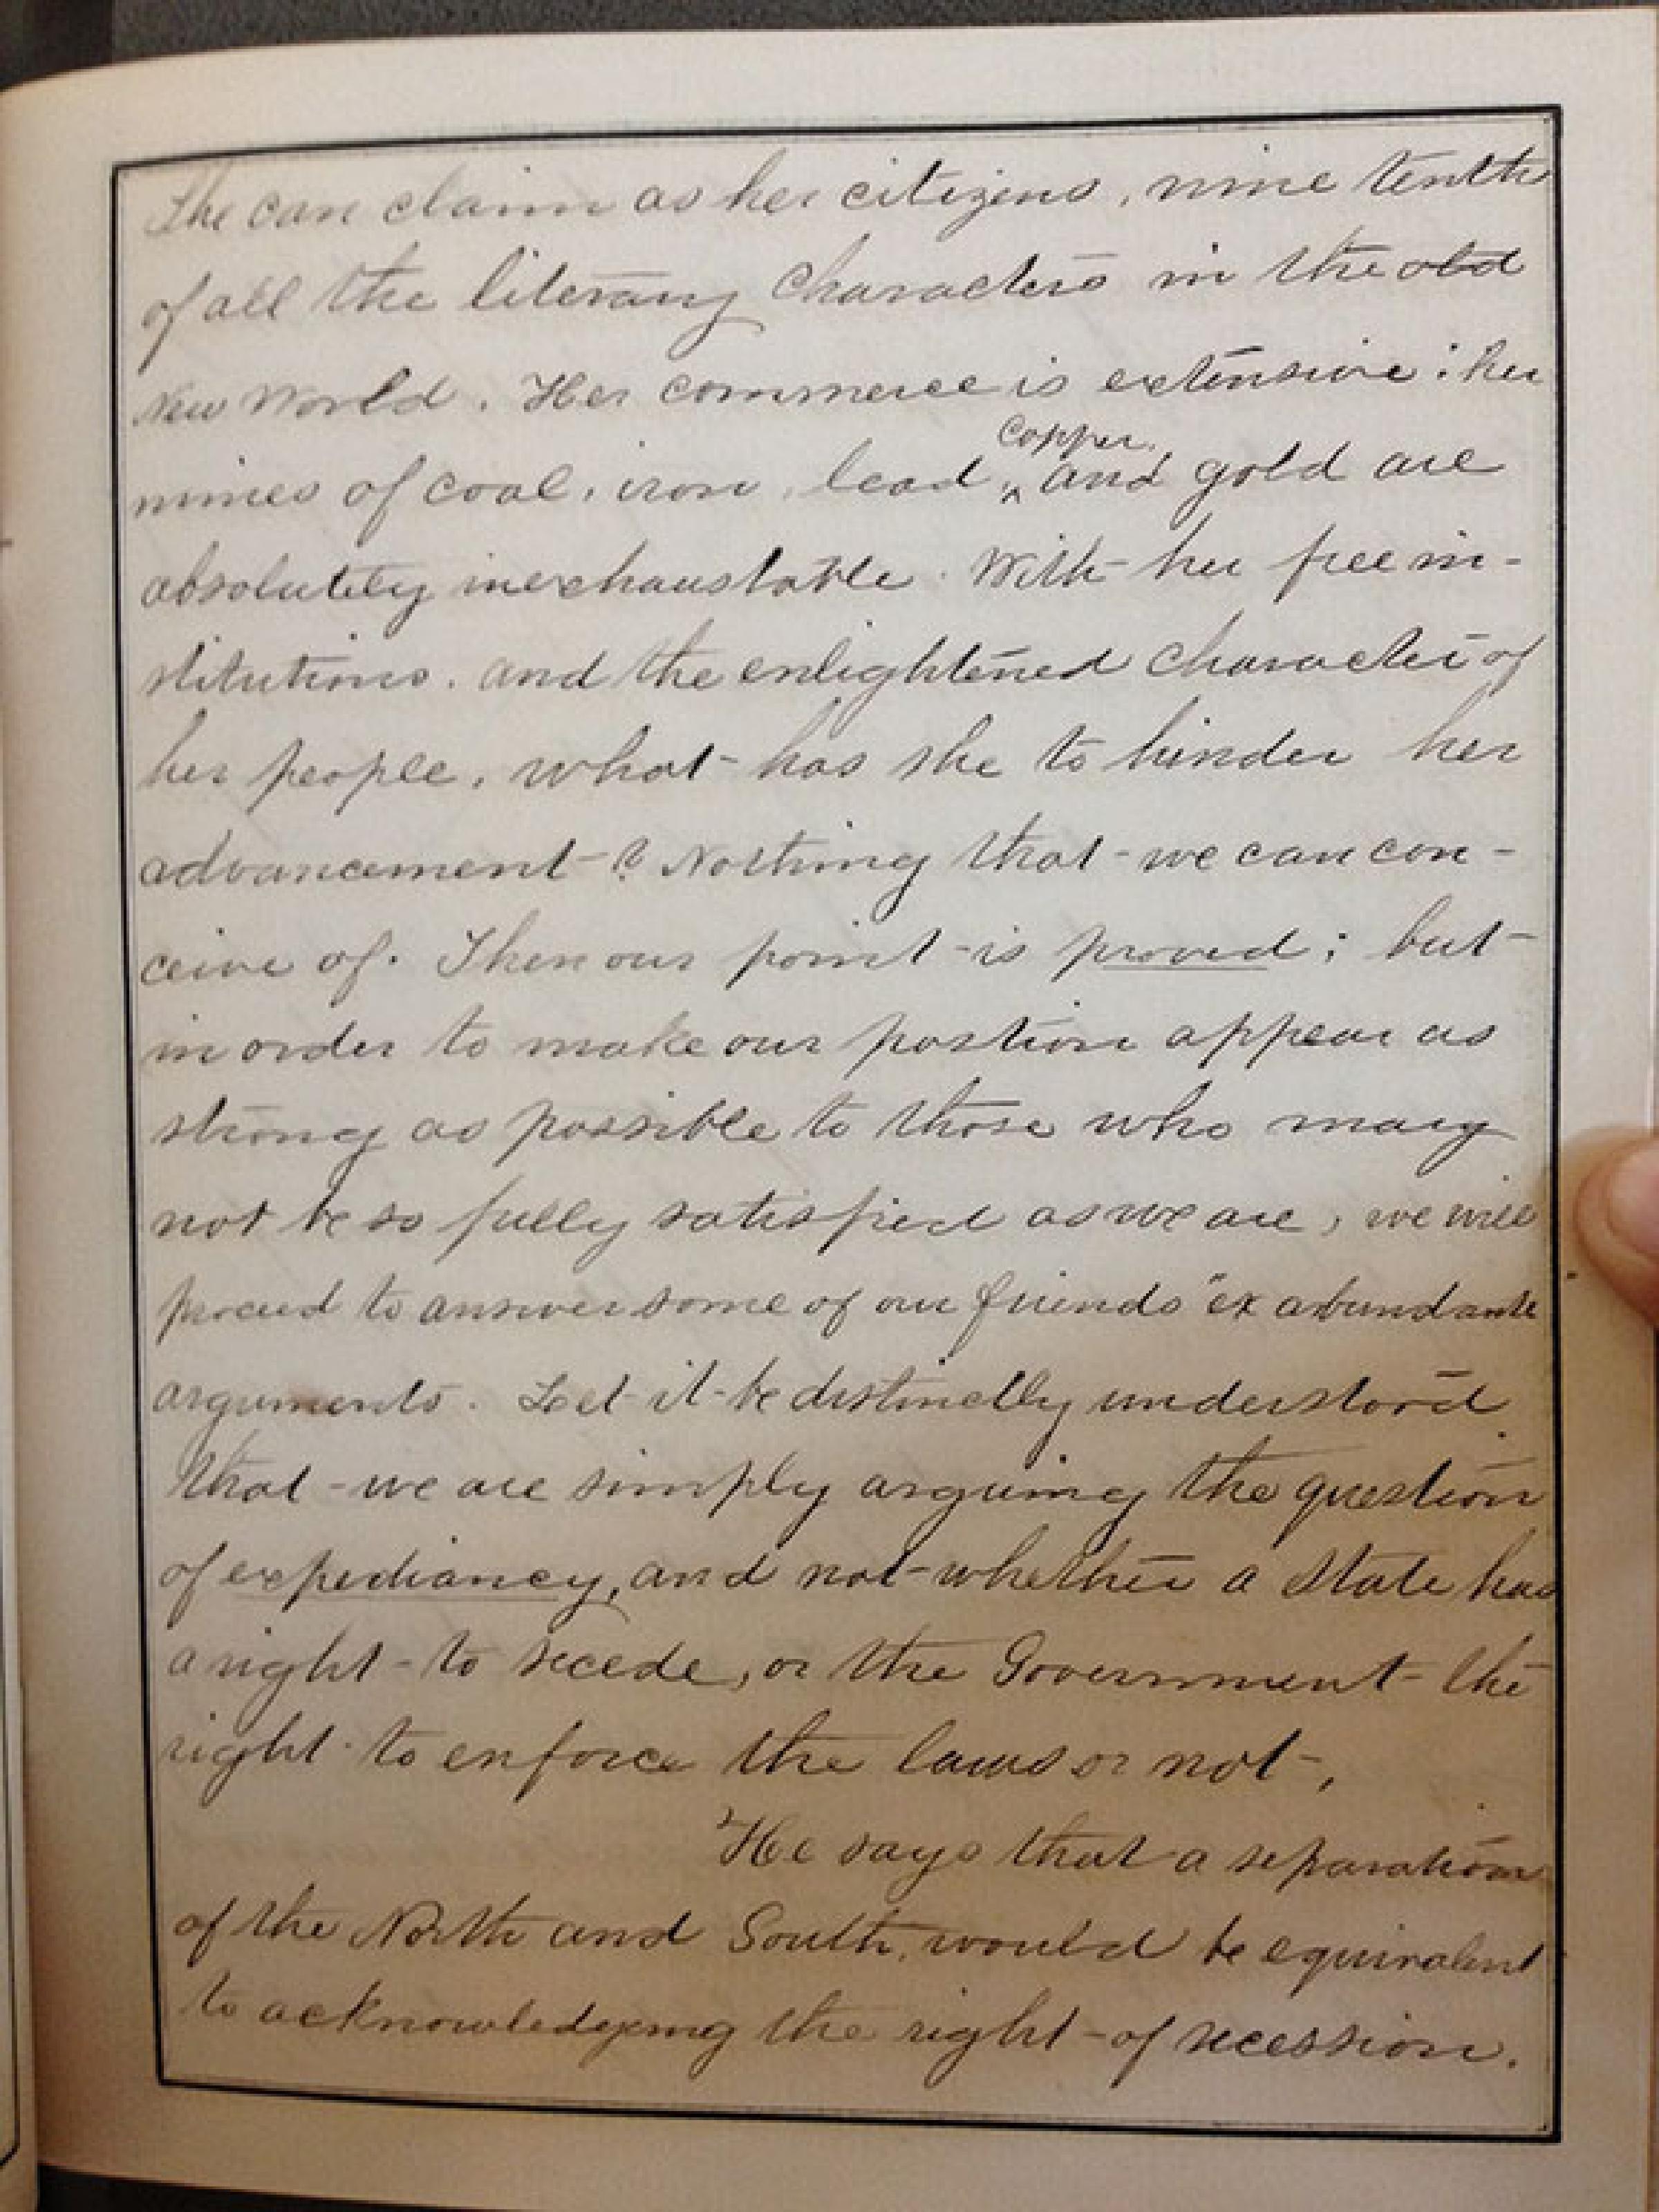 She can claim as her citizens, nine tenths
of all the literary characters in the old
New World. Her commerce is extensive: her
copper
mines of coal, iron, lead, ^ and gold are
absolutely inexhaustable. With her free in-
stitutions, and the enlightened character of
her people, what has she to hinder her
advancement? Nothing that we can con-
ceive of. Then our point is proved; but
in order to make our postion appear as
strong as possible to those who may
not be so fully satisfied as we are, we will
proceed to answer some of our friends "ex abundante"
arguments. Let it be distinctly understood
that we are simply arguing the question
of expediancy, and not whether a State has
a right to secede, or the Government the
right to enforce the laws or not,
He says that a separation
of the North and South, would be equivalent
to acknowledgeing the right of secession.